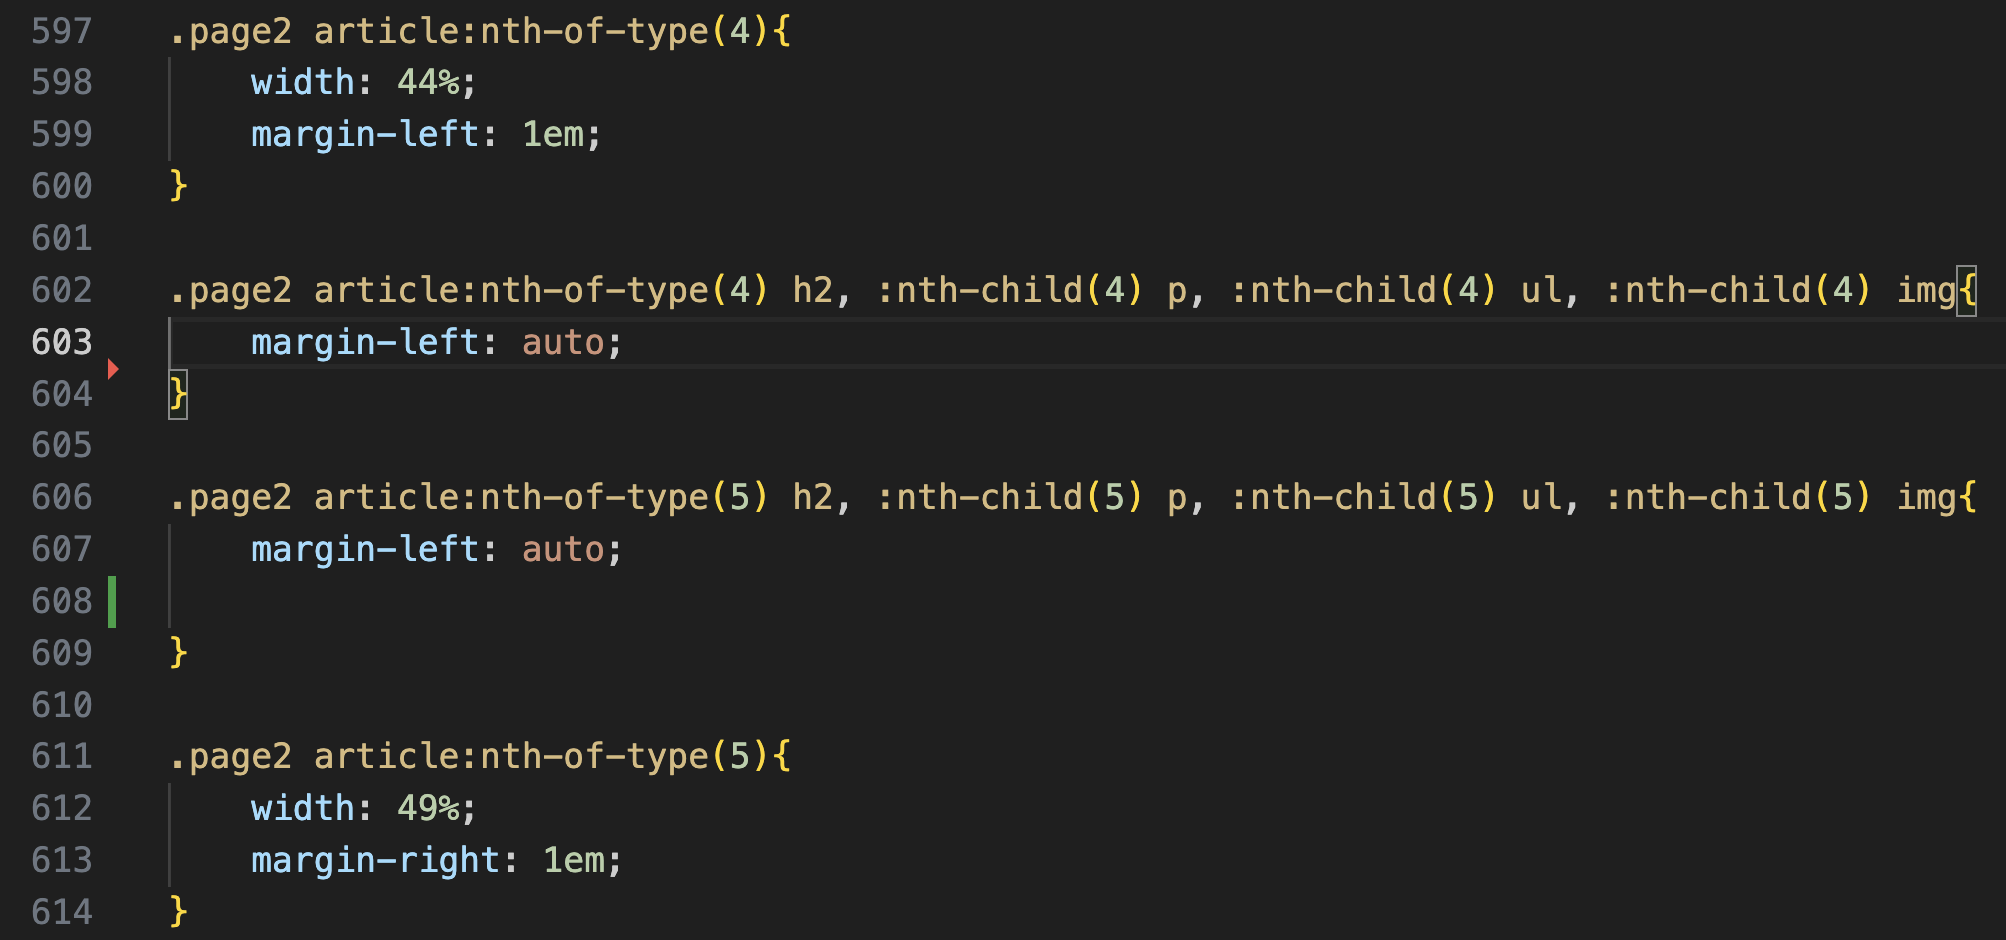 597 .page2 article:nth-of-type(4){
598 width: 44%;
599 margin-left: 1em;
600 }
601
602 .page2 article:nth-of-type(4) h2, :nth-child(4) p, :nth-child(4) ul, :nth-child(4) img{
603 margin-left: auto;
604 }
605
606 .page2 article:nth-of-type(5) h2, :nth-child(5) p, :nth-child(5) ul, :nth-child(5) img{
607 margin-left: auto;
608
609 }
610
611 .page2 article:nth-of-type(5){
612 width: 49%;
613 margin-right: 1em;
614 }